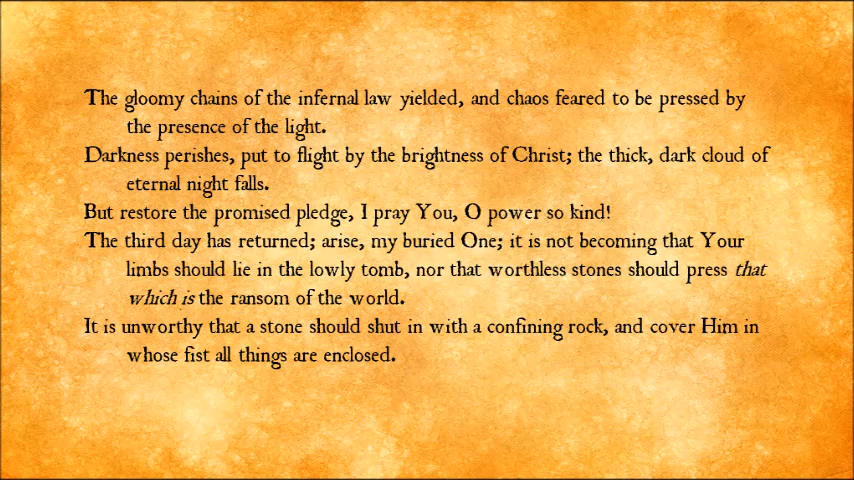 The gloomy chains of the infernal law yielded, and chaos feared to be pressed by
the presence of the light.
Darkness perishes, put to flight by the brightness of Christ; the thick, dark cloud of
eternal night falls.
But restore the promised pledge, I pray You, O power so kind!
The third day has returned; arise, my buried One; it is not becoming that Your
limbs should lie in the lowly tomb, nor that worthless stones should press that
which is the ransom of the world.
It is unworthy that a stone should shut in with a confining rock, and cover Him in
whose fist all things are enclosed.